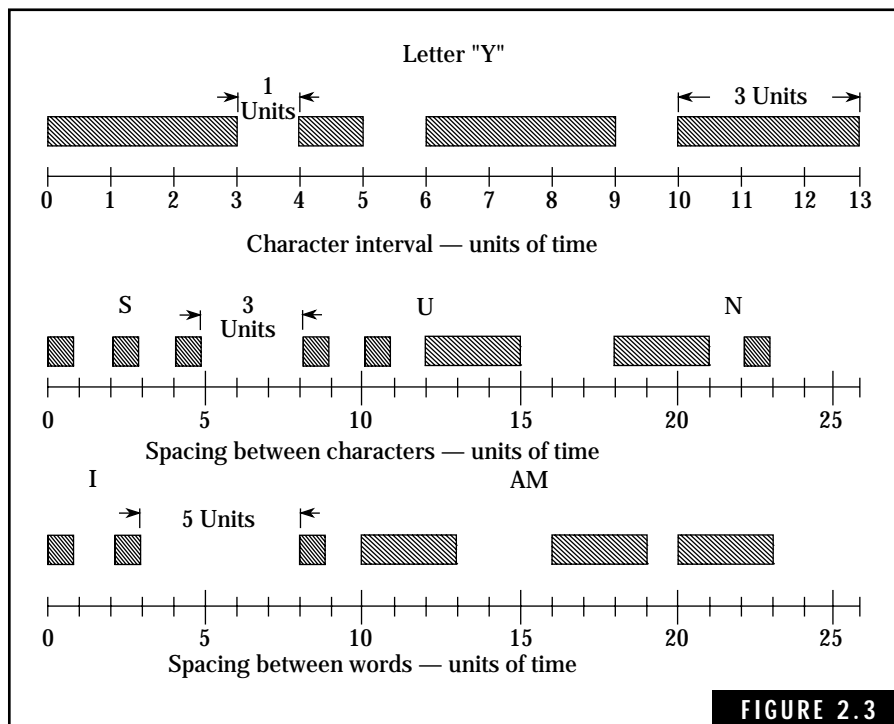 Letter "Y"
1
Units
3 Units
0 1 2 3 4 5 6 7 8 9 10 11 12 13
Character interval — units of time
S 3 U N
Units
0 5 10 15 20 25
Spacing between characters — units of time
I AM
5 Units
0 5 10 15 20 25
Spacing between words — units of time
FIGURE 2.3